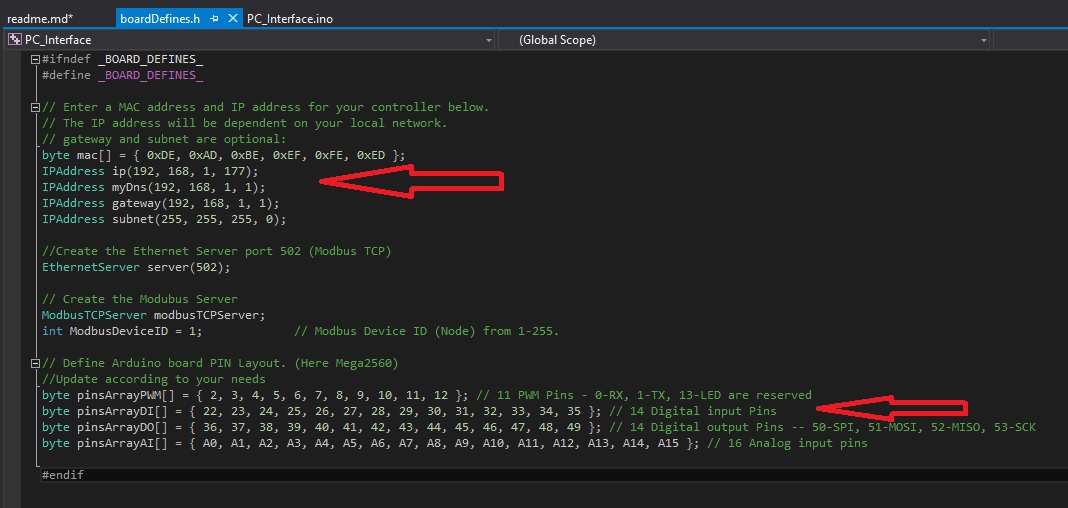 readme.md*
boardDefines.h
PC_Interface.ino
PC_Interface
(Global Scope)
#ifndef _BOARD_DEFINES_
#define _BOARD_DEFINES_
// Enter a MAC address and IP address for your controller below.
// The IP address will be dependent on your local network.
// gateway and subnet are optional:
byte mac[] = { 0xDE, 0xAD, 0xBE, 0xEF, 0xFE, 0xED };
IPAddress ip(192, 168, 1, 177);
IPAddress myDns(192, 168, 1, 1);
IPAddress gateway(192, 168, 1, 1);
IPAddress subnet(255, 255, 255, 0);
//Create the Ethernet Server port 502 (Modbus TCP)
EthernetServer server(502);
// Create the Modubus Server
ModbusTCPServer modbusTCPServer;
int ModbusDeviceID = 1; // Modbus Device ID (Node) from 1-255.
// Define Arduino board PIN Layout. (Here Mega2560)
//Update according to your needs
byte pinsArrayPWM[] = { 2, 3, 4, 5, 6, 7, 8, 9, 10, 11, 12 }; // 11 PWM Pins - 0-RX, 1-TX, 13-LED are reserved
byte pinsArrayDI[] = { 22, 23, 24, 25, 26, 27, 28, 29, 30, 31, 32, 33, 34, 35 }; // 14 Digital input Pins
byte pinsArrayDO[] = { 36, 37, 38, 39, 40, 41, 42, 43, 44, 45, 46, 47, 48, 49 }; // 14 Digital output Pins -- 50-SPI, 51-MOSI, 52-MISO, 53-SCK
byte pinsArrayAI[] = { A0, A1, A2, A3, A4, A5, A6, A7, A8, A9, A10, A11, A12, A13, A14, A15 }; // 16 Analog input pins
#endif